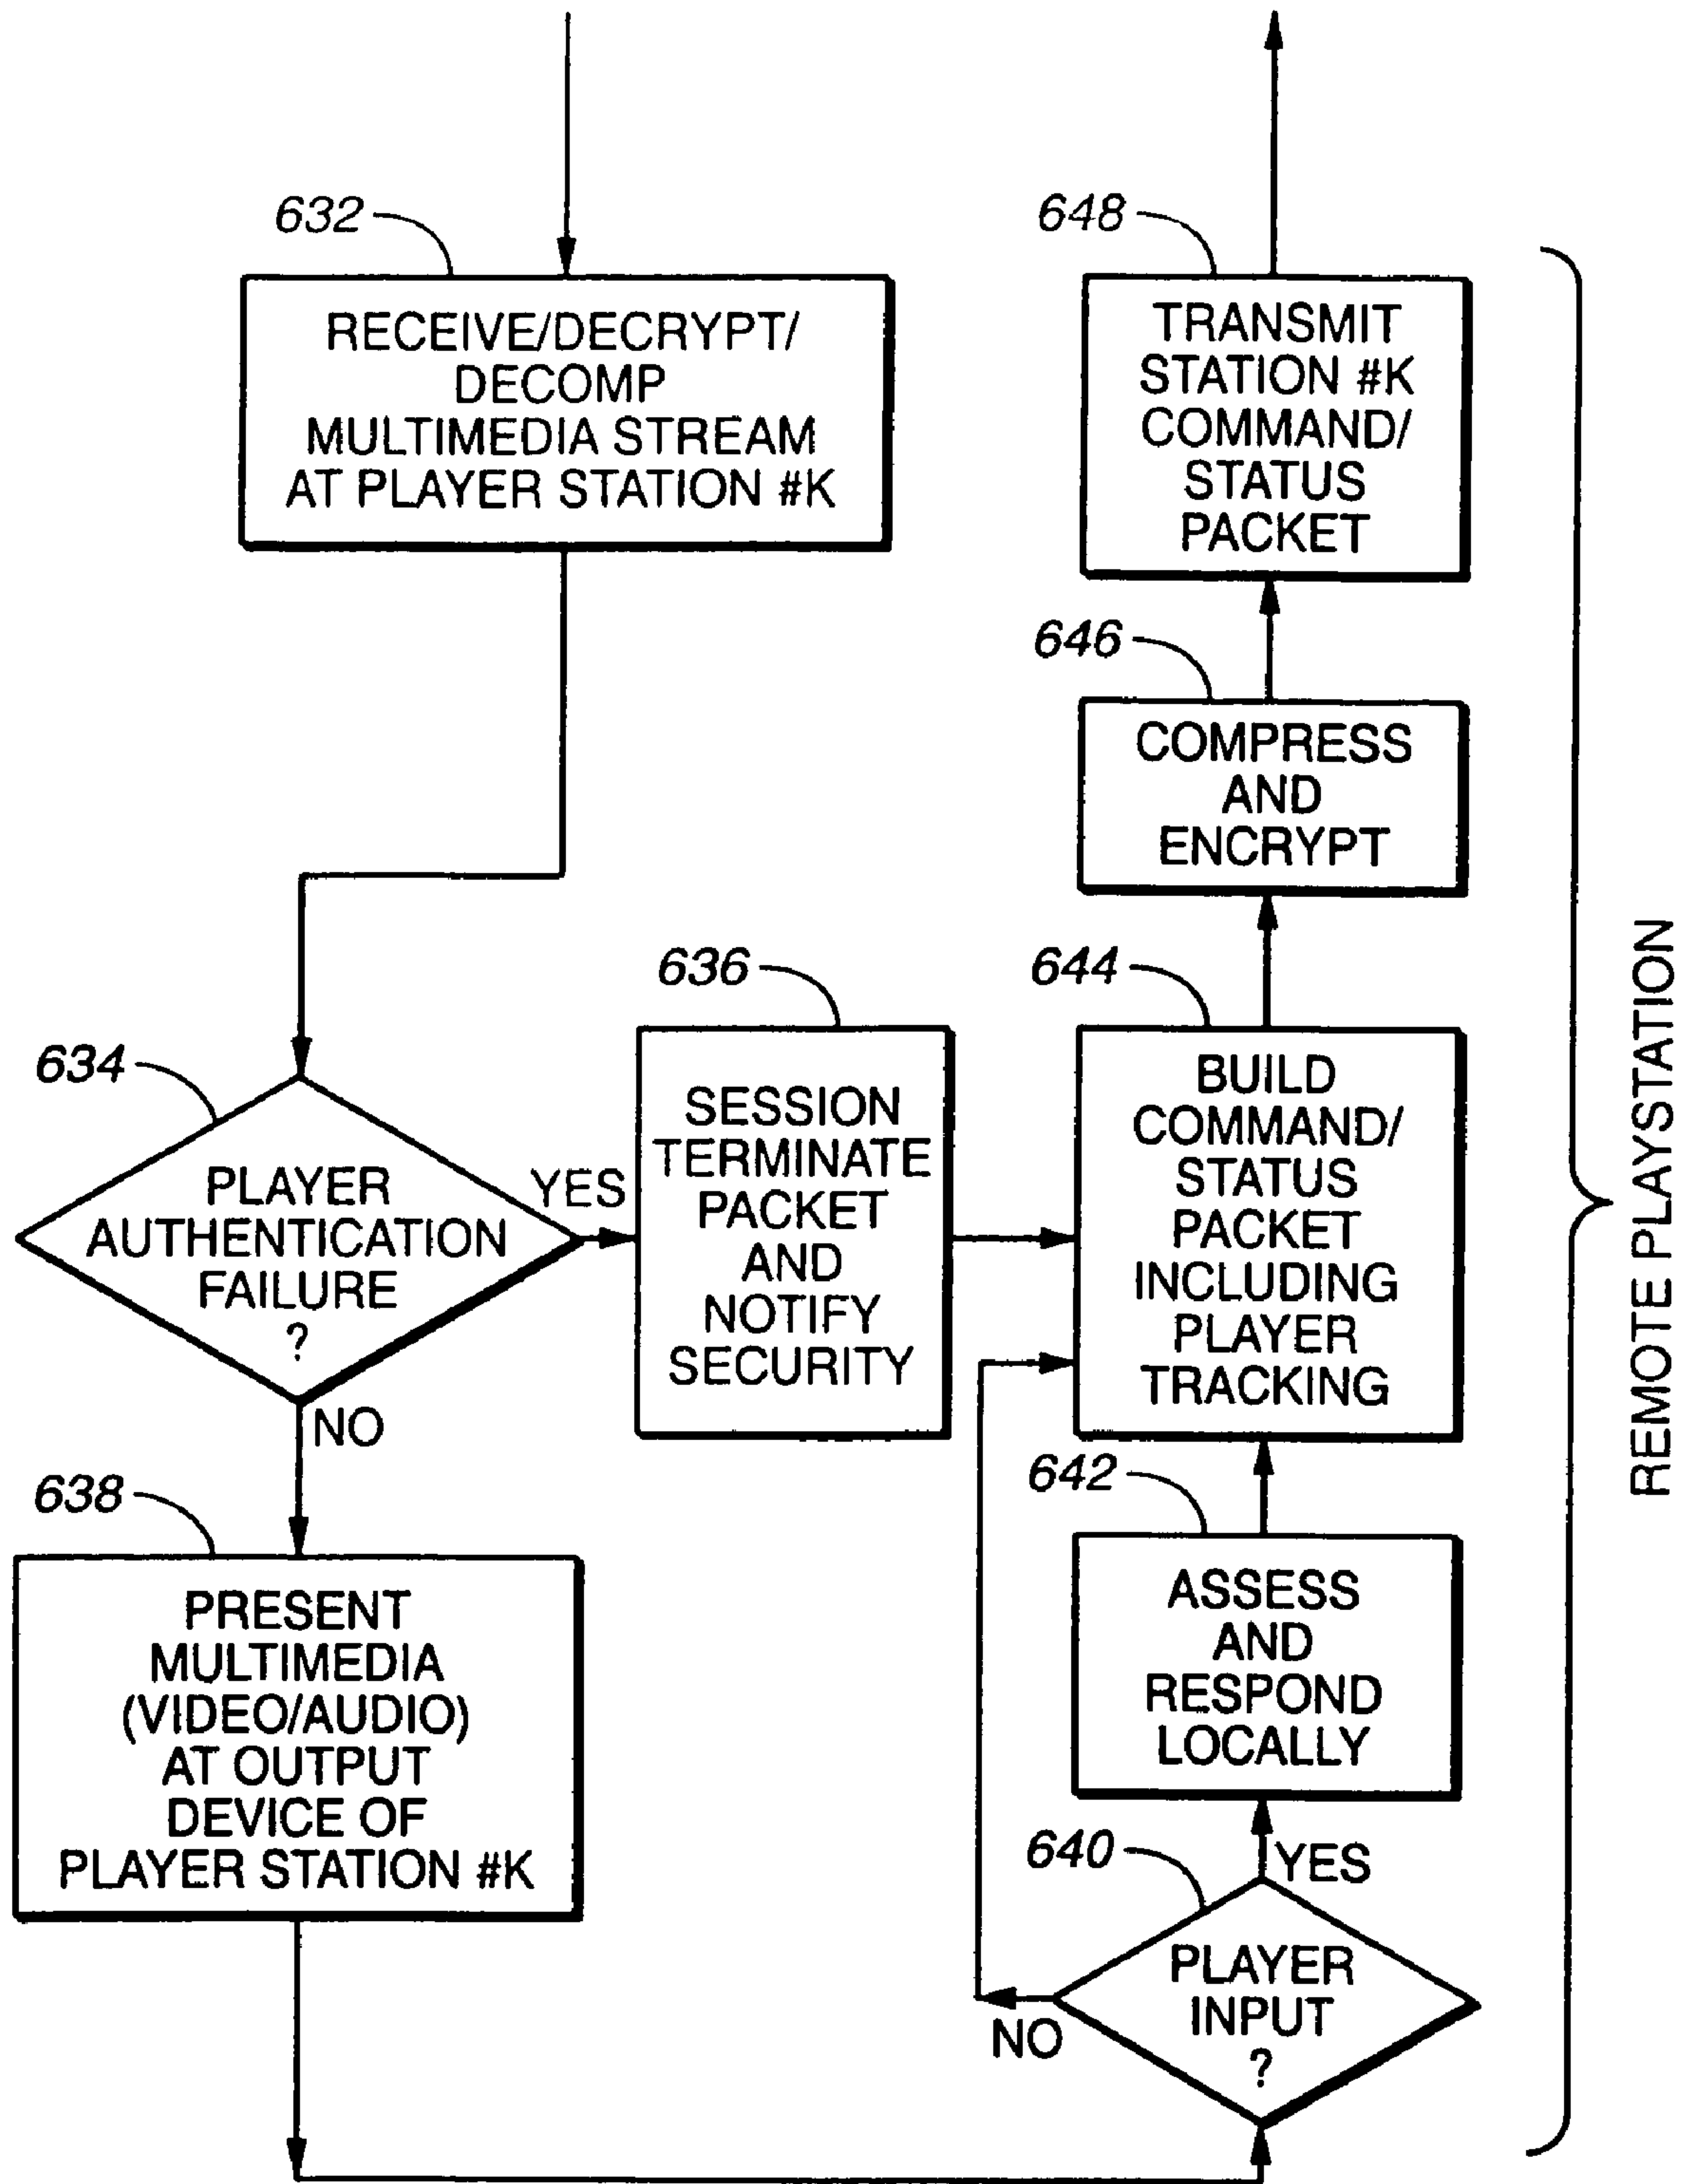 632
RECEIVE/DECRYPT/
DECOMP
MULTIMEDIA STREAM
AT PLAYER STATION #K
634
PLAYER
AUTHENTICATION
FAILURE
?
YES
NO
636
SESSION
TERMINATE
PACKET
AND
NOTIFY
SECURITY
638
PRESENT
MULTIMEDIA
(VIDEO/AUDIO)
AT OUTPUT
DEVICE OF
PLAYER STATION #K
640
PLAYER
INPUT
?
YES
NO
642
ASSESS
AND
RESPOND
LOCALLY
644
BUILD
COMMAND/
STATUS
PACKET
INCLUDING
PLAYER
TRACKING
646
COMPRESS
AND
ENCRYPT
648
TRANSMIT
STATION #K
COMMAND/
STATUS
PACKET
REMOTE PLAYSTATION